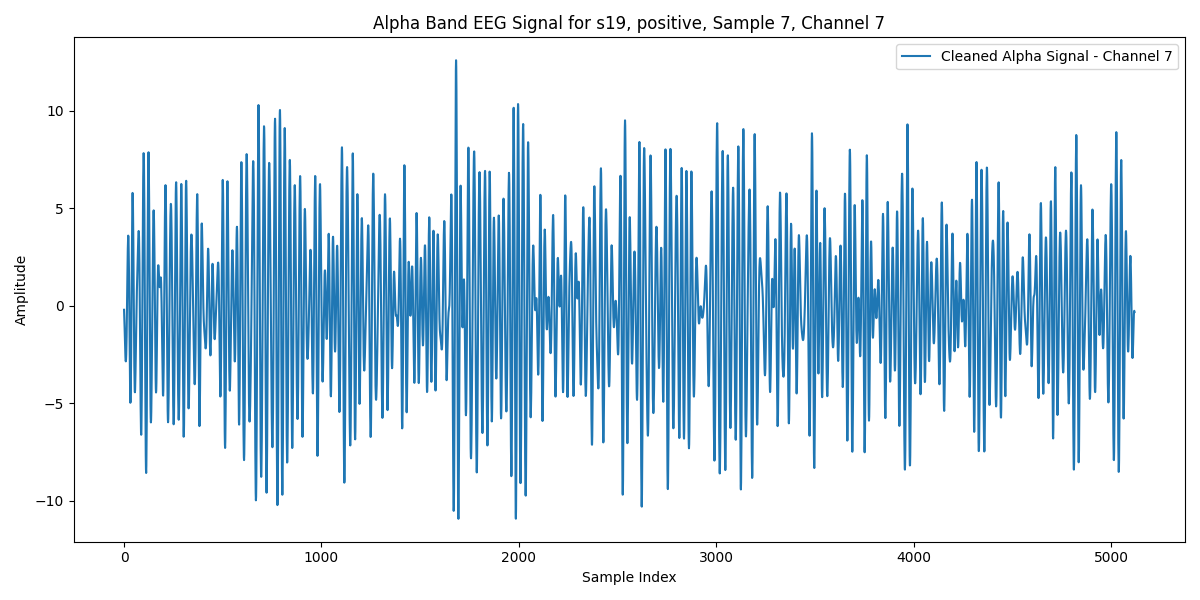 Alpha Band EEG Signal for s19, positive, Sample 7, Channel 7
Cleaned Alpha Signal - Channel 7
Amplitude
10
5
0
−5
−10
0 1000 2000 3000 4000 5000
Sample Index